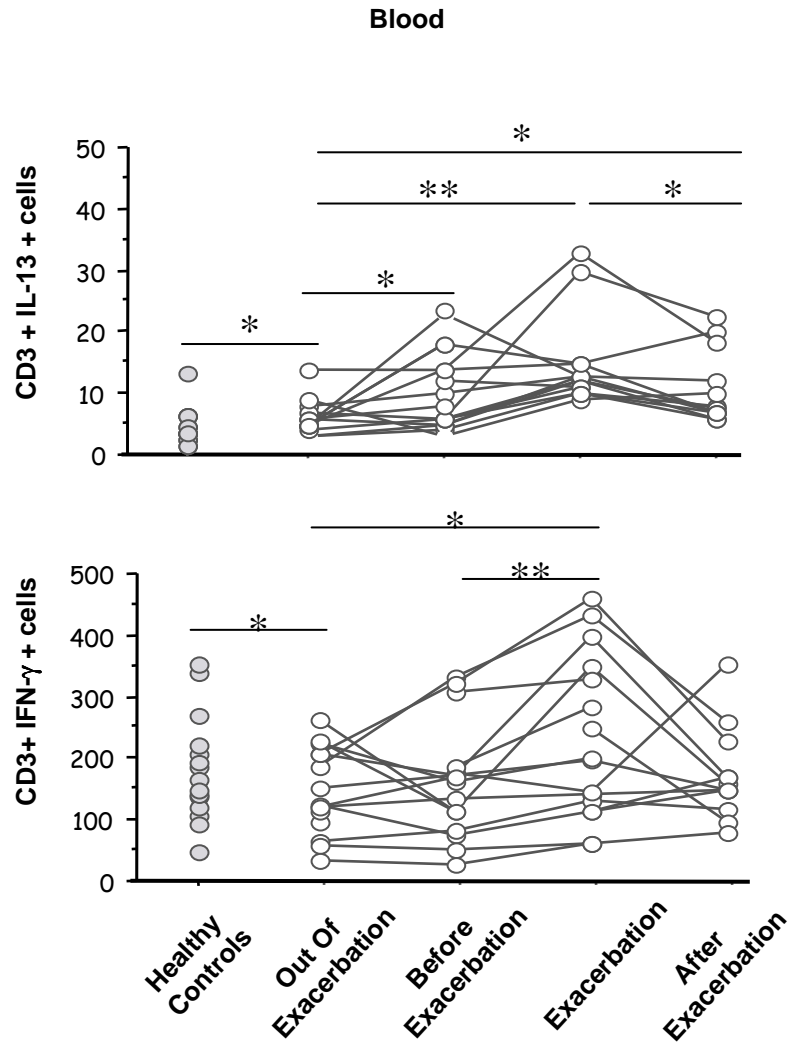 Blood
CD3 + IL-13 + cells
50
40
30
20
10
0
*
**
*
*
*
CD3+ IFN-γ + cells
500
400
300
200
100
0
*
**
*
Healthy
Controls
Out Of
Exacerbation
Before
Exacerbation
Exacerbation
After
Exacerbation